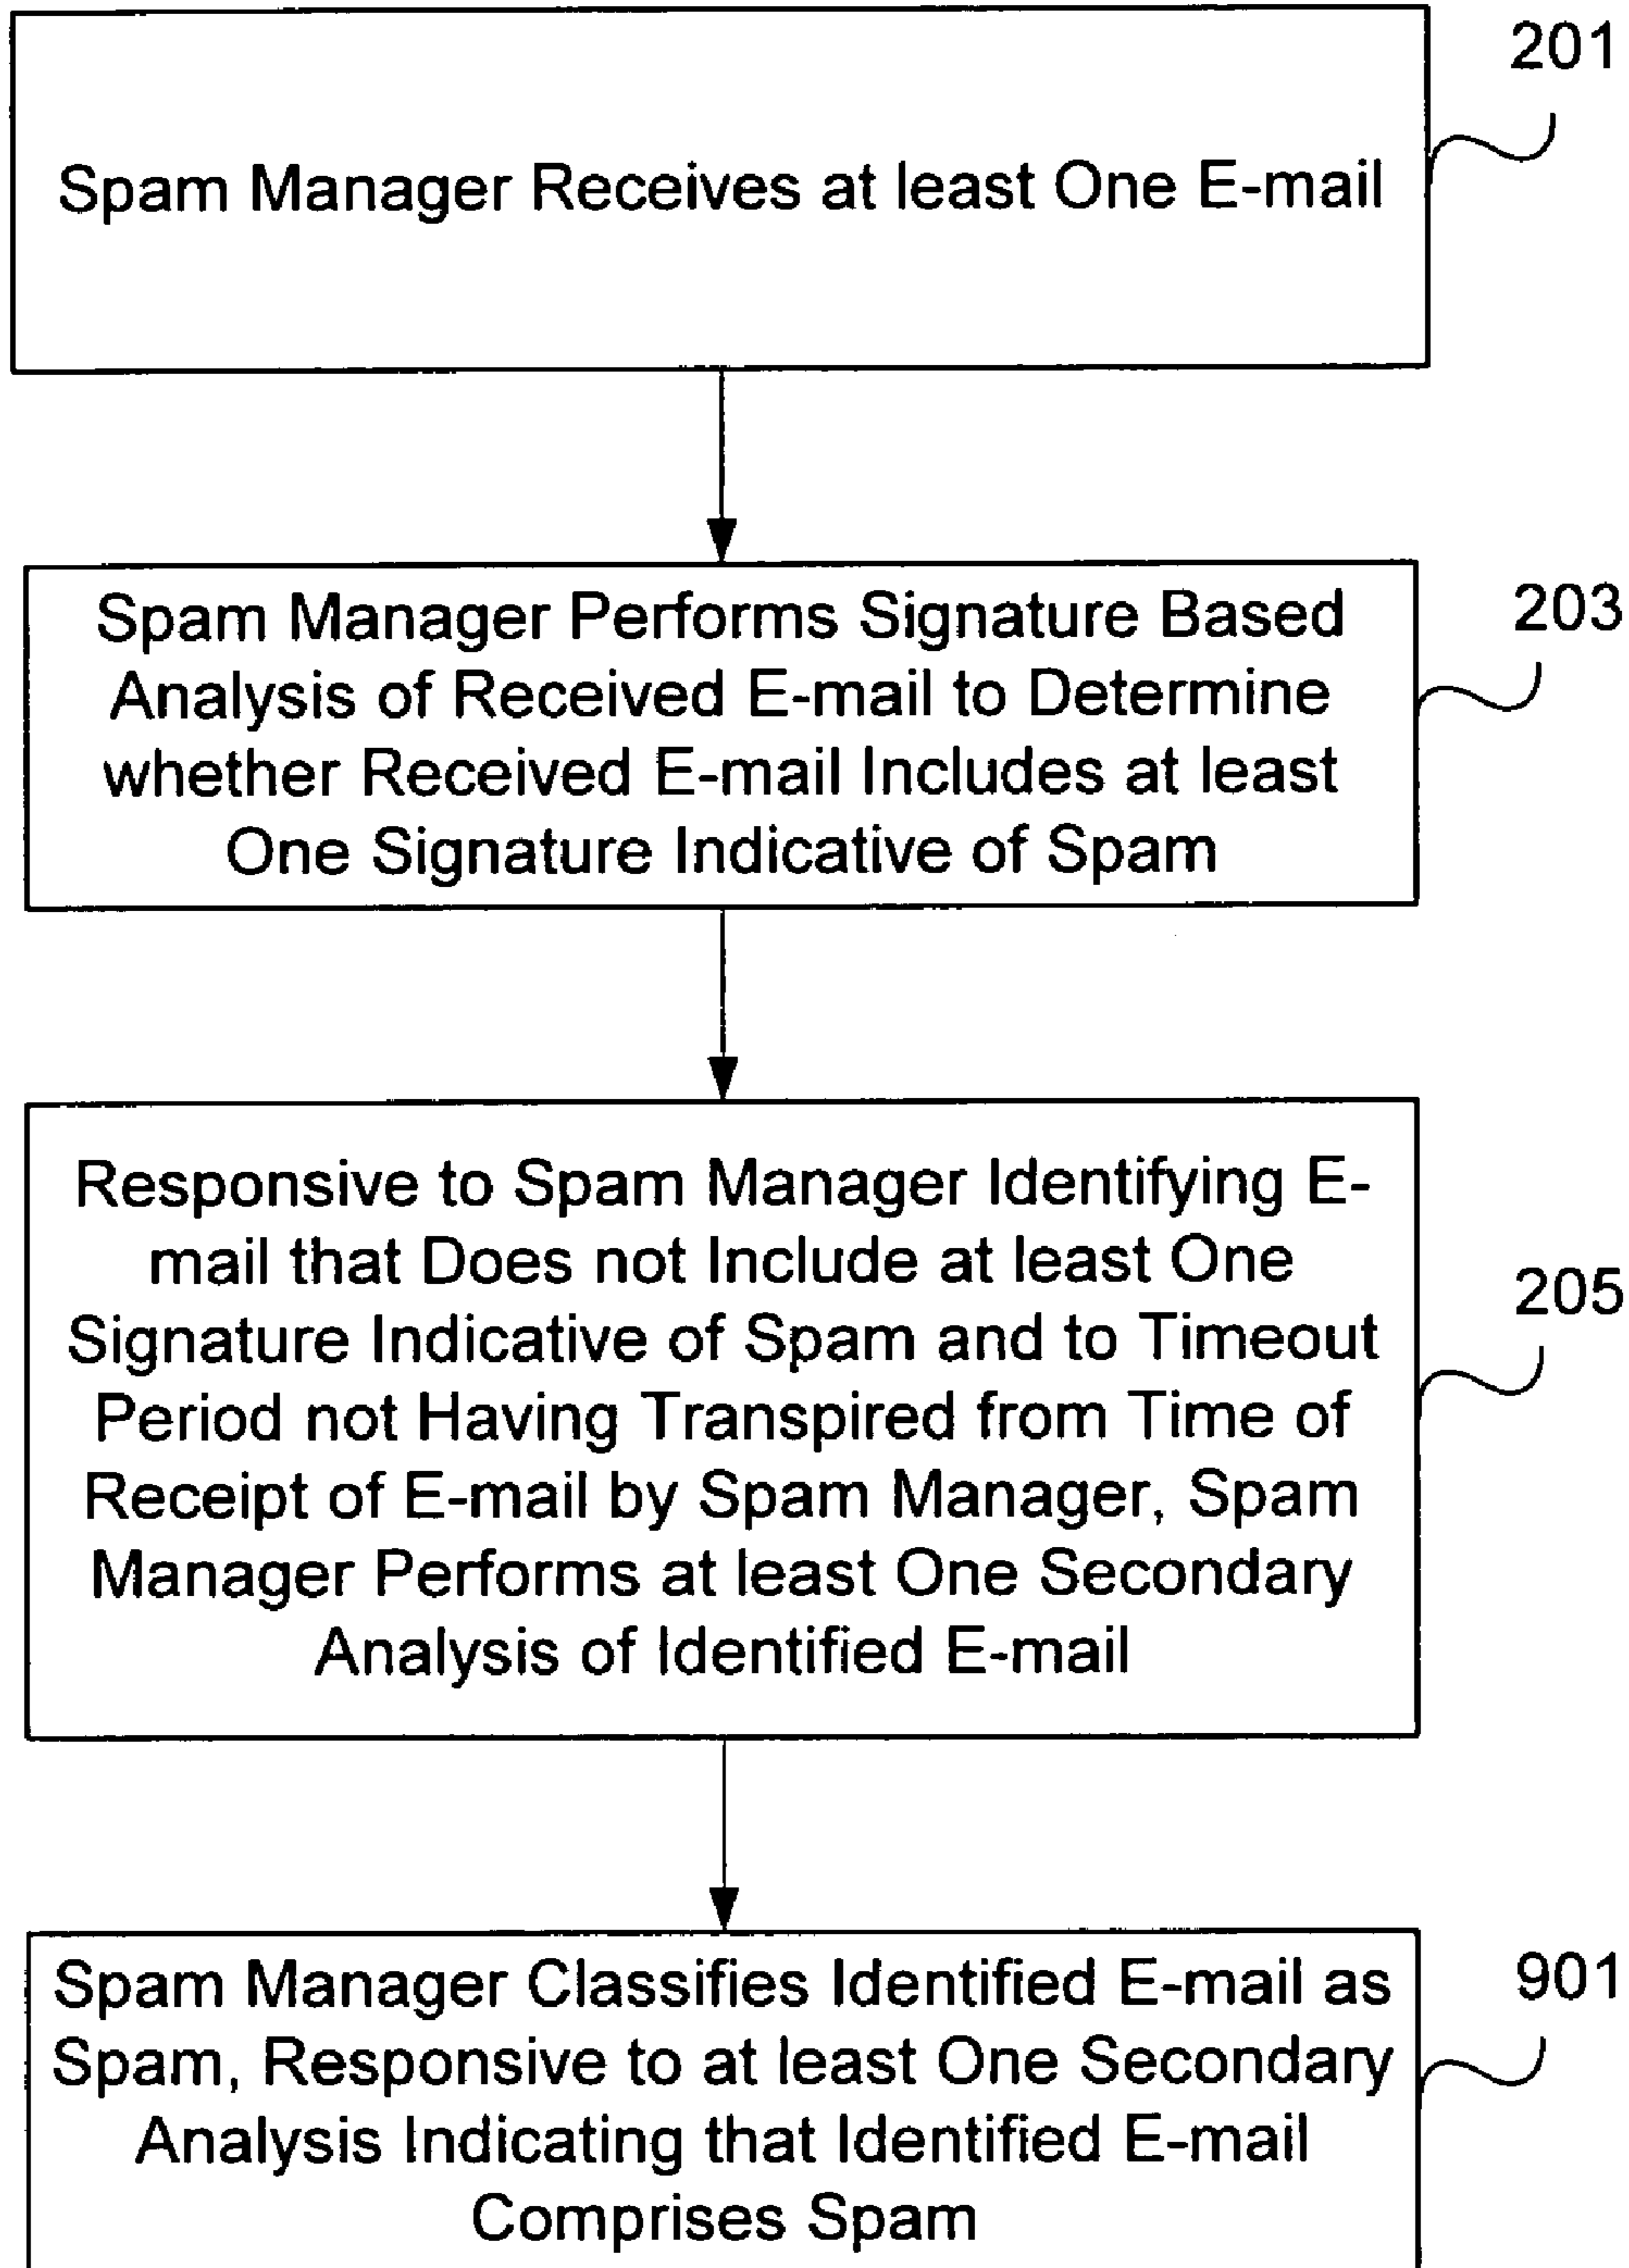 201
Spam Manager Receives at least One E-mail
203
Spam Manager Performs Signature Based
Analysis of Received E-mail to Determine
whether Received E-mail Includes at least
One Signature Indicative of Spam
Responsive to Spam Manager Identifying E-
mail that Does not Include at least One
Signature Indicative of Spam and to Timeout
Period not Having Transpired from Time of
Receipt of E-mail by Spam Manager, Spam
Manager Performs at least One Secondary
Analysis of Identified E-mail
205
Spam Manager Classifies Identified E-mail as
Spam, Responsive to at least One Secondary
Analysis Indicating that Identified E-mail
Comprises Spam
901